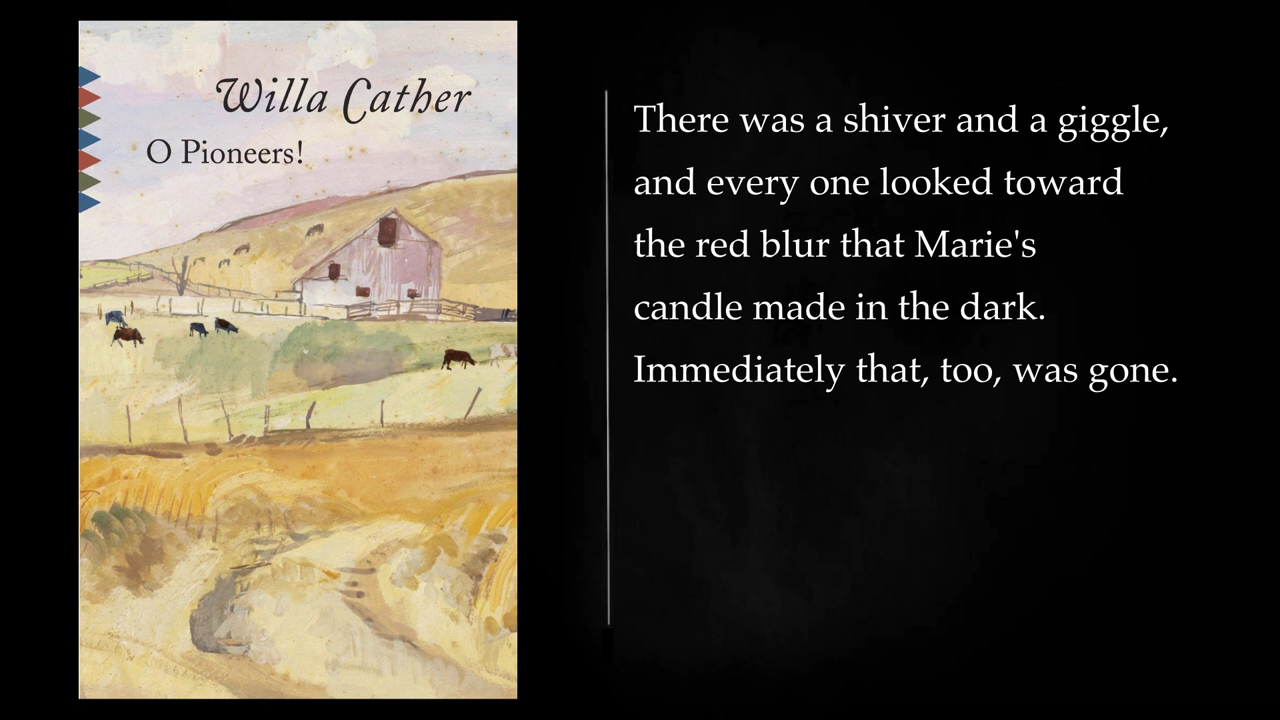 Willa Cather
O Pioneers!
There was a shiver and a giggle,
and every one looked toward
the red blur that Marie's
candle made in the dark.
Immediately that, too, was gone.